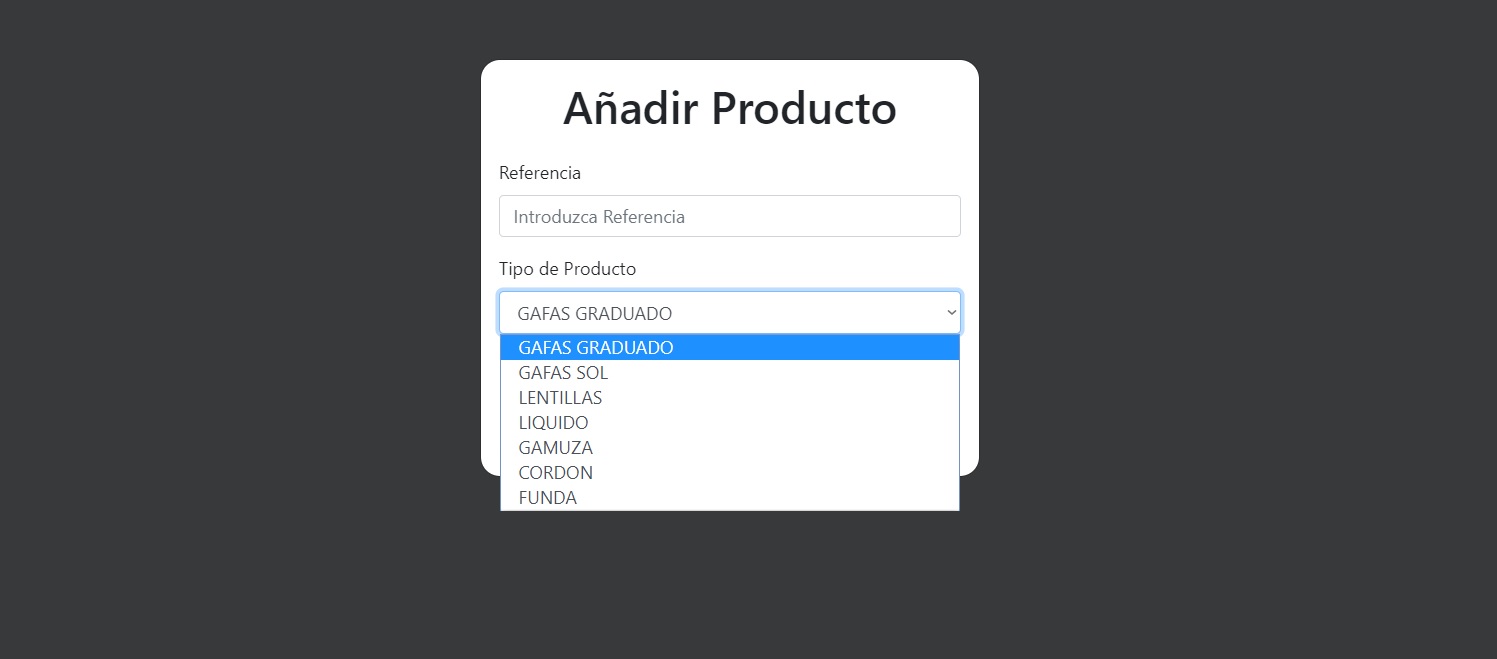 Añadir Producto
Referencia
Introduzca Referencia
Tipo de Producto
GAFAS GRADUADO
GAFAS GRADUADO
GAFAS SOL
LENTILLAS
LIQUIDO
GAMUZA
CORDON
FUNDA